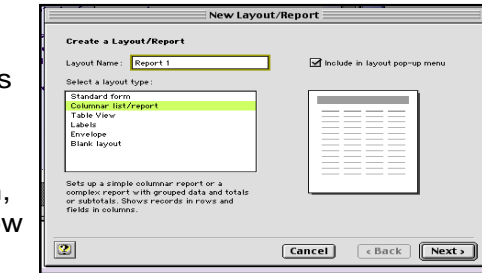 New Layout/Report
Create a Layout/Report
Layout Name: Report 1
Include in layout pop-up menu
s
Select a layout type:
Standard form
Columnar list/report
Table View
Labels
Envelope
Blank layout
Sets up a simple columnar report or a
complex report with grouped data and totals
or subtotals. Shows records in rows and
fields in columns.
,
w
? Cancel < Back Next >